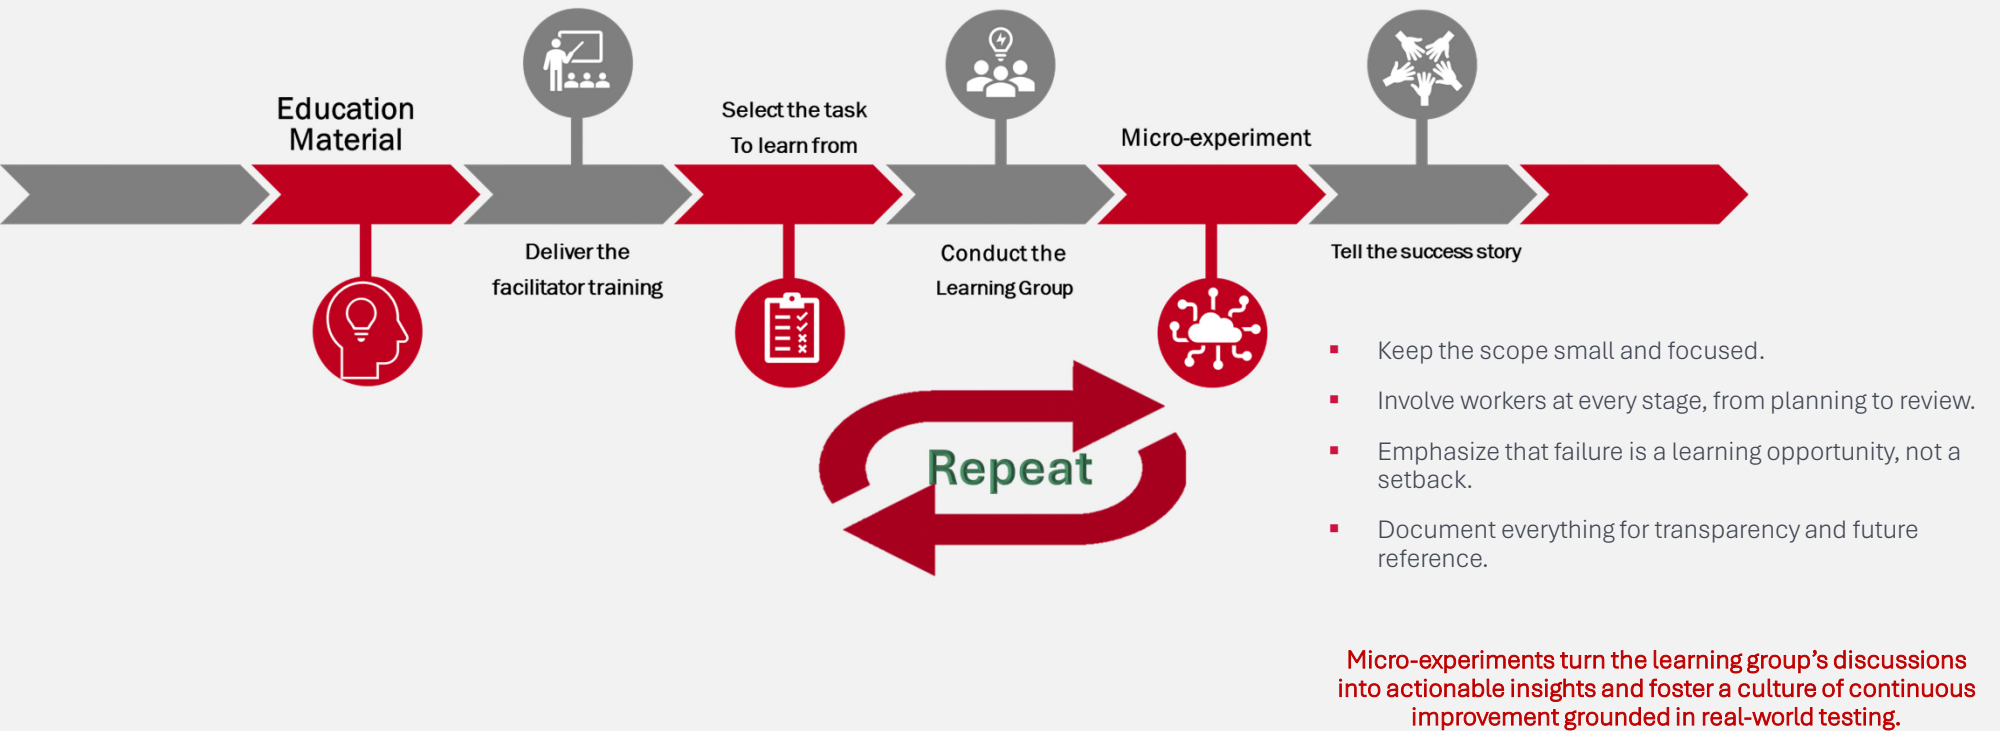 Education
Material
Select the task
To learn from
Micro-experiment
Deliver the
facilitator training
Conduct the
Learning Group
Tell the success story
Repeat
Keep the scope small and focused.
Involve workers at every stage, from planning to review.
Emphasize that failure is a learning opportunity, not a
setback.
Document everything for transparency and future
reference.
Micro-experiments turn the learning group’s discussions
into actionable insights and foster a culture of continuous
improvement grounded in real-world testing.